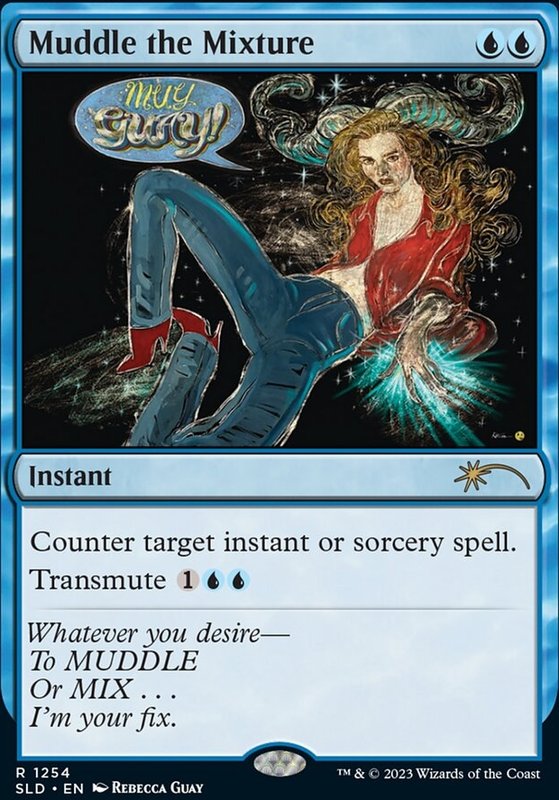 Muddle the Mixture
MUY
GUAY!
Instant
Counter target instant or sorcery spell.
Transmute 1
Whatever you desire—
To MUDDLE
Or MIX . . .
I'm your fix.
R 1254
SLD • EN REBECCA GUAY
™ & © 2023 Wizards of the Coast